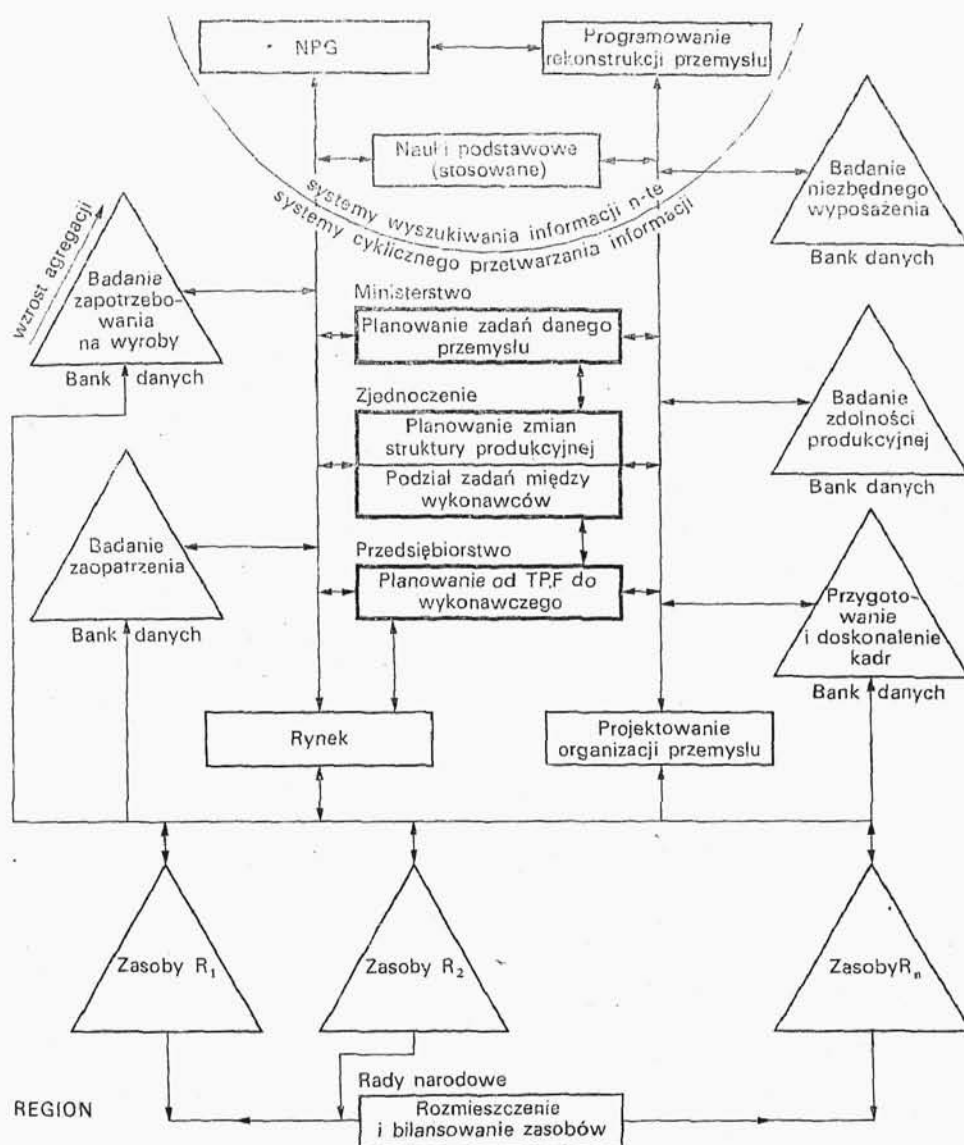 NPG
Programowanie
rekonstrukcji przemysłu
Nauki podstawowe
(stosowane)
systemy wyszukiwania informacji n-te
systemy cyklicznego przetwarzania informacji
Badanie
niezbędnego
wyposażenia
Bank danych
wzrost agregacji
Badanie
zapotrzebo-
wania
na wyroby
Bank danych
Ministerstwo
Planowanie zadań danego
przemysłu
Zjednoczenie
Planowanie zmian
struktury produkcyjnej
Podział zadań między
wykonawców
Badanie
zdolności
produkcyjnej
Bank danych
Badanie
zaopatrzenia
Bank danych
Przedsiębiorstwo
Planowanie od TPF do
wykonawczego
Przygoto-
wanie
i doskonalenie
kadr
Bank danych
Rynek
Projektowanie
organizacji przemysłu
Zasoby R1
Zasoby R2
Zasoby Rn
Rady narodowe
REGION
Rozmieszczenie
i bilansowanie zasobów